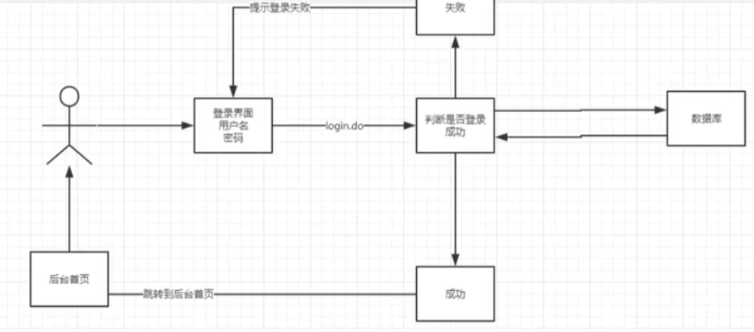 提示登录失败
失败
登录界面
用户名
密码
login.do
判断是否登录
成功
数据库
后台首页
跳转到后台首页
成功